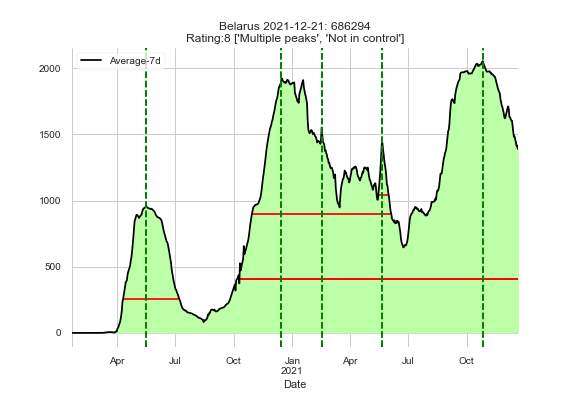 Belarus 2021-12-21: 686294
Rating:8 ['Multiple peaks', 'Not in control']
Average-7d
2000
1500
1000
500
0
Apr Jul Oct Jan Apr Jul Oct
2021
Date